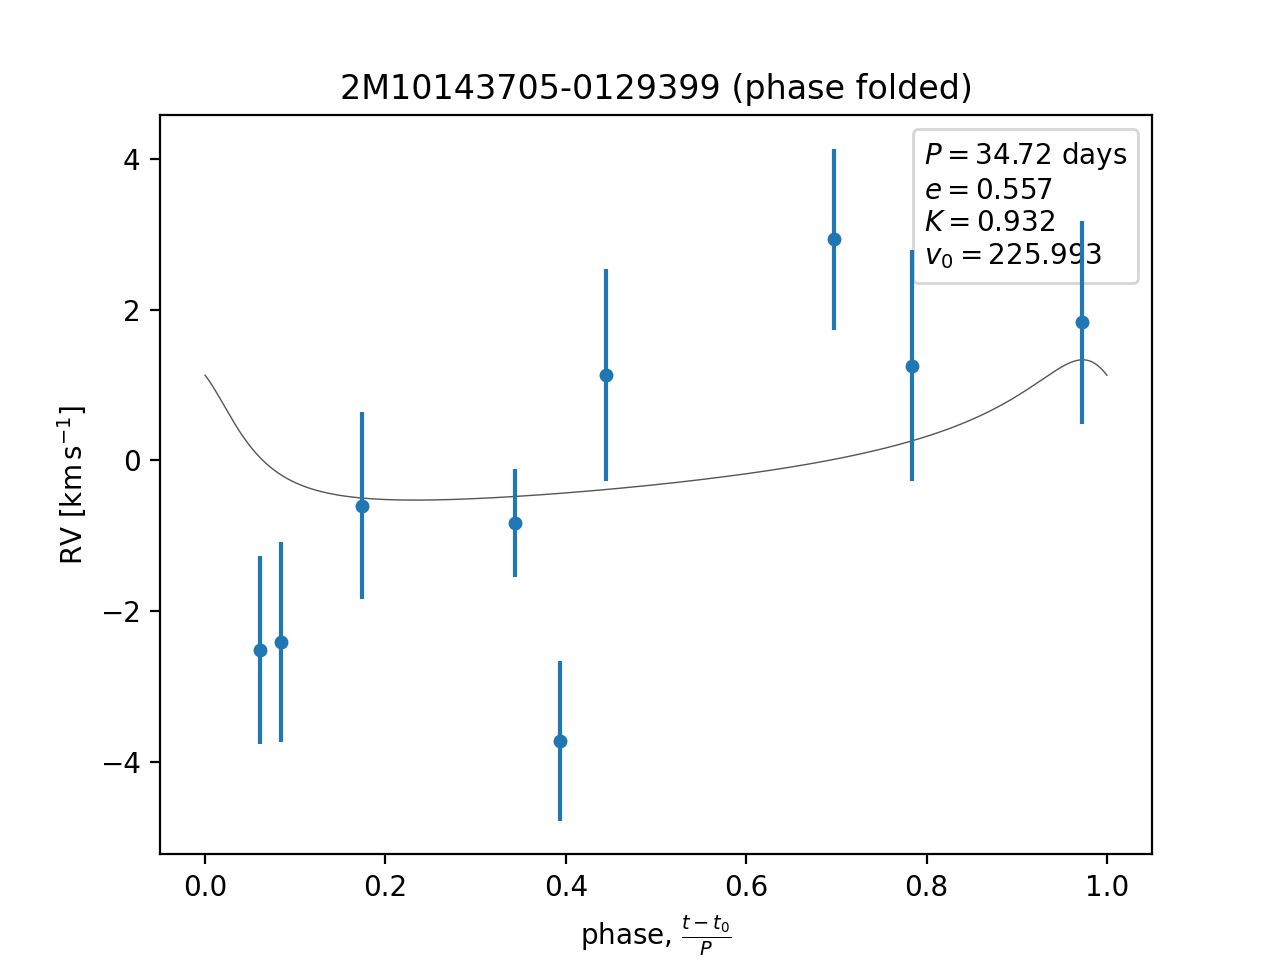 2M10143705-0129399 (phase folded)
P = 34.72 days
e = 0.557
K = 0.932
v₀ = 225.993
4
2
0
−2
−4
RV [km s⁻¹]
0.0 0.2 0.4 0.6 0.8 1.0
phase, (t − t₀)/P